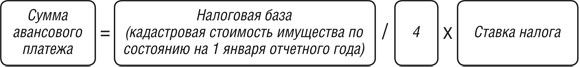 Сумма
авансового
платежа
=
Налоговая база
(кадастровая стоимость имущества по
состоянию на 1 января отчетного года)
/
4
x
Ставка налога